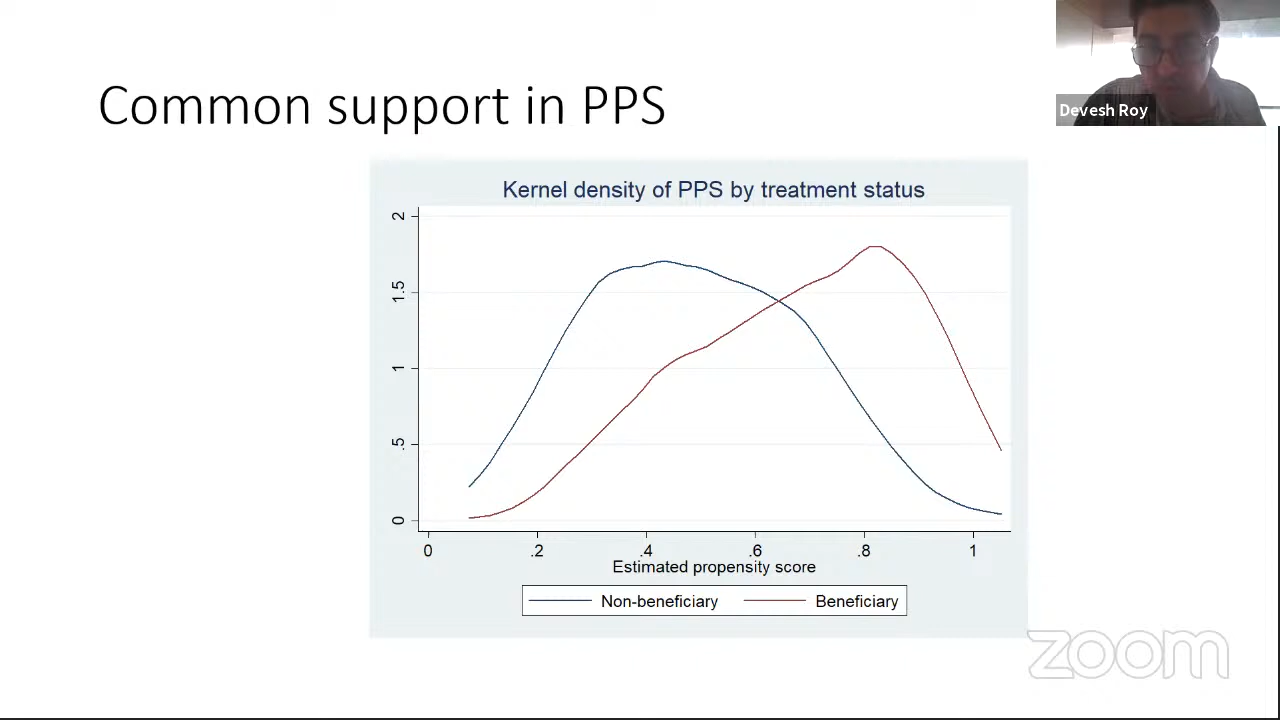 Common support in PPS
Devesh Roy
Kernel density of PPS by treatment status
2
1.5
1
.5
0
0 .2 .4 .6 .8 1
Estimated propensity score
Non-beneficiary Beneficiary
zoom